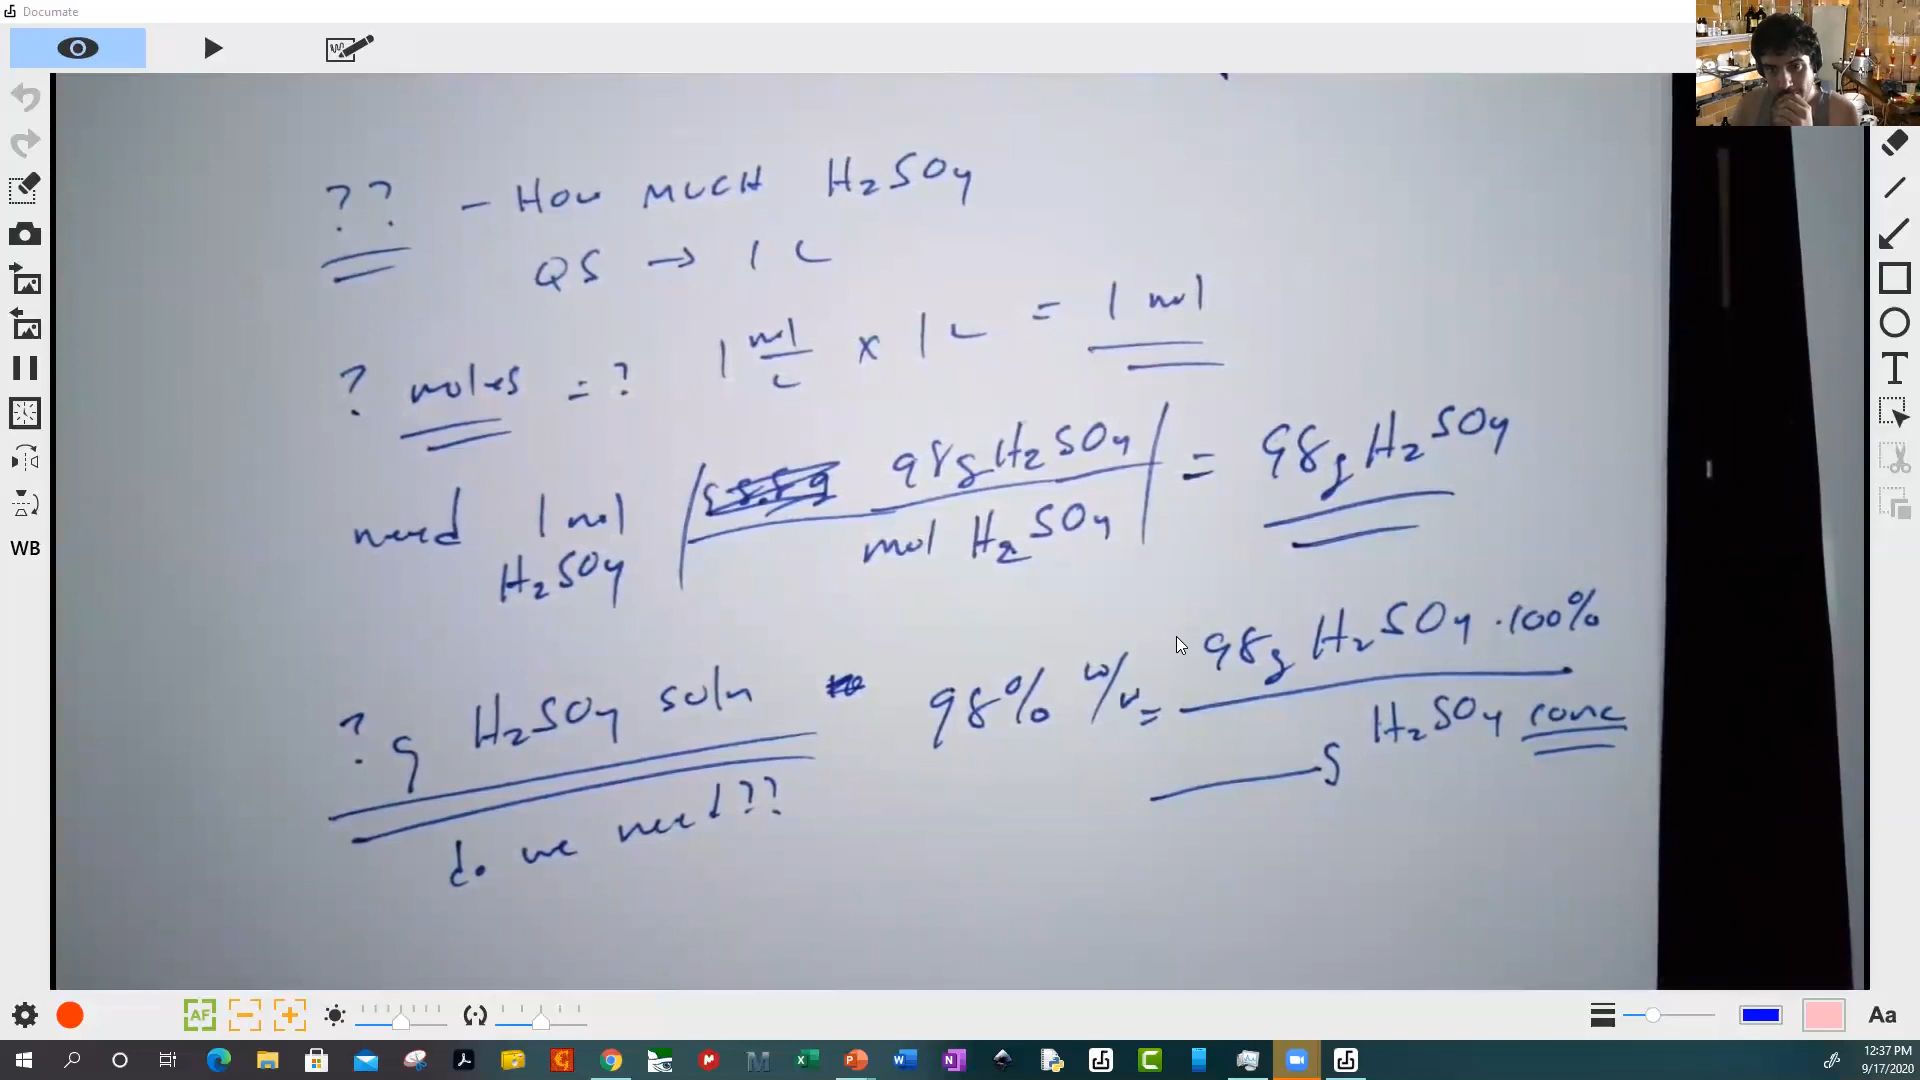 Documate
?? - HOW MUCH H2SO4
QS → 1 L
? moles = ? 1 mol/L x 1 L = 1 mol
need 1 mol H2SO4 | 98g H2SO4 / mol H2SO4 | = 98g H2SO4
? g H2SO4 soln 98% w/w = 98g H2SO4 · 100% / ___ g H2SO4 conc
do we need??
WB
T
AF
Aa
12:37 PM
9/17/2020